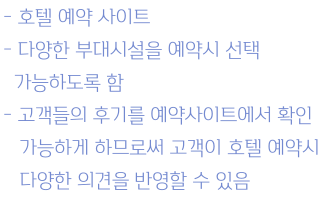 - 호텔 예약 사이트
- 다양한 부대시설을 예약시 선택
가능하도록 함
- 고객들의 후기를 예약사이트에서 확인
가능하게 하므로써 고객이 호텔 예약시
다양한 의견을 반영할 수 있음